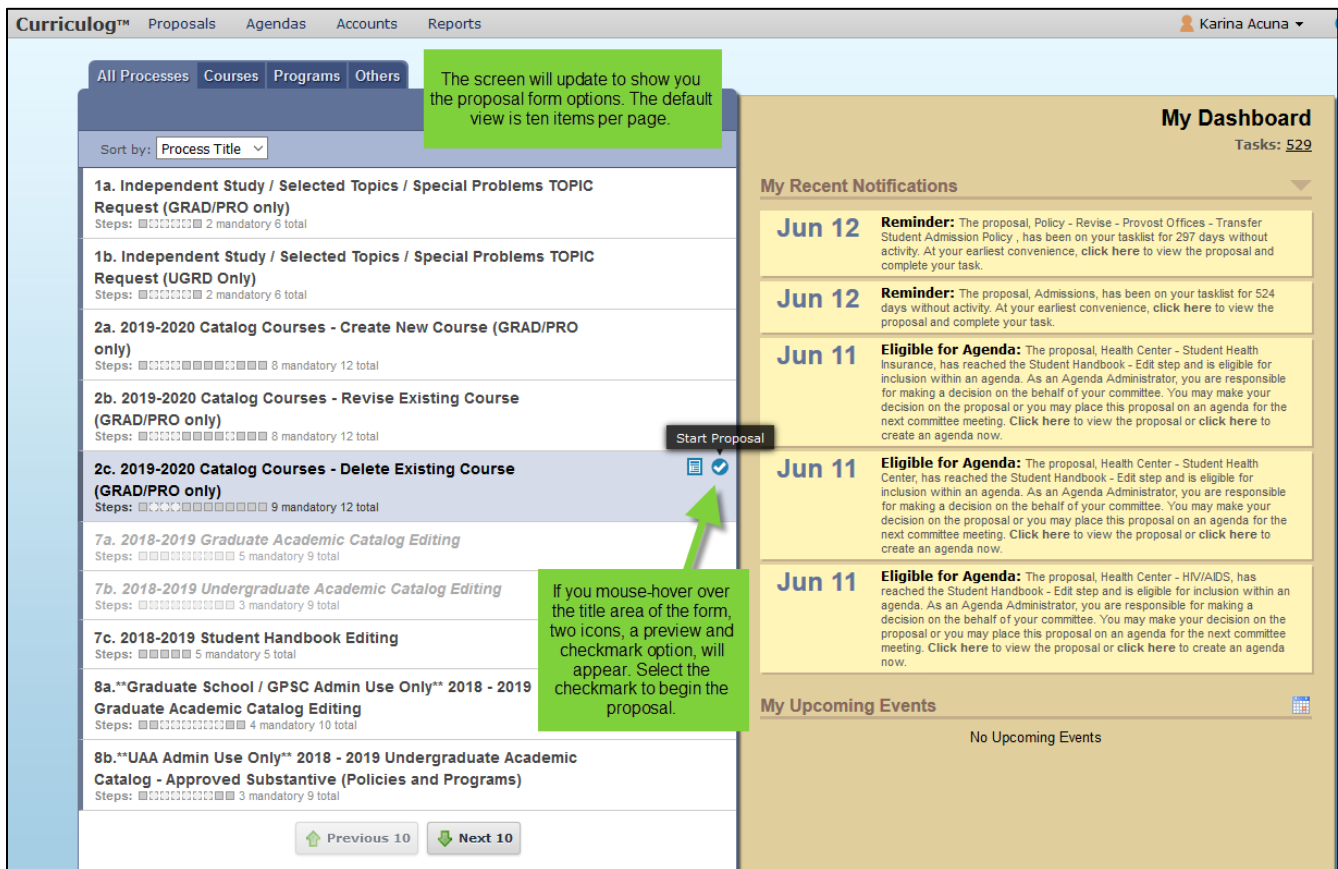 Curriculog™ Proposals Agendas Accounts Reports Karina Acuna
All Processes Courses Programs Others
The screen will update to show you
the proposal form options. The default
view is ten items per page.
Sort by: Process Title
1a. Independent Study / Selected Topics / Special Problems TOPIC
Request (GRAD/PRO only)
Steps: 2 mandatory 6 total
1b. Independent Study / Selected Topics / Special Problems TOPIC
Request (UGRD Only)
Steps: 2 mandatory 6 total
2a. 2019-2020 Catalog Courses - Create New Course (GRAD/PRO
only)
Steps: 8 mandatory 12 total
2b. 2019-2020 Catalog Courses - Revise Existing Course
(GRAD/PRO only)
Steps: 8 mandatory 12 total
Start Proposal
2c. 2019-2020 Catalog Courses - Delete Existing Course
(GRAD/PRO only)
Steps: 9 mandatory 12 total
7a. 2018-2019 Graduate Academic Catalog Editing
Steps: 5 mandatory 9 total
7b. 2018-2019 Undergraduate Academic Catalog Editing
Steps: 3 mandatory 9 total
7c. 2018-2019 Student Handbook Editing
Steps: 5 mandatory 5 total
8a.**Graduate School / GPSC Admin Use Only** 2018 - 2019
Graduate Academic Catalog Editing
Steps: 4 mandatory 10 total
8b.**UAA Admin Use Only** 2018 - 2019 Undergraduate Academic
Catalog - Approved Substantive (Policies and Programs)
Steps: 3 mandatory 9 total
Previous 10 Next 10
If you mouse-hover over
the title area of the form,
two icons, a preview and
checkmark option, will
appear. Select the
checkmark to begin the
proposal.
My Dashboard
Tasks: 529
My Recent Notifications
Jun 12
Reminder: The proposal, Policy - Revise - Provost Offices - Transfer
Student Admission Policy , has been on your tasklist for 297 days without
activity. At your earliest convenience, click here to view the proposal and
complete your task.
Jun 12
Reminder: The proposal, Admissions, has been on your tasklist for 524
days without activity. At your earliest convenience, click here to view the
proposal and complete your task.
Jun 11
Eligible for Agenda: The proposal, Health Center - Student Health
Insurance, has reached the Student Handbook - Edit step and is eligible for
inclusion within an agenda. As an Agenda Administrator, you are responsible
for making a decision on the behalf of your committee. You may make your
decision on the proposal or you may place this proposal on an agenda for the
next committee meeting. Click here to view the proposal or click here to
create an agenda now.
Jun 11
Eligible for Agenda: The proposal, Health Center - Student Health
Center, has reached the Student Handbook - Edit step and is eligible for
inclusion within an agenda. As an Agenda Administrator, you are responsible
for making a decision on the behalf of your committee. You may make your
decision on the proposal or you may place this proposal on an agenda for the
next committee meeting. Click here to view the proposal or click here to
create an agenda now.
Jun 11
Eligible for Agenda: The proposal, Health Center - HIV/AIDS, has
reached the Student Handbook - Edit step and is eligible for inclusion within an
agenda. As an Agenda Administrator, you are responsible for making a
decision on the behalf of your committee. You may make your decision on the
proposal or you may place this proposal on an agenda for the next committee
meeting. Click here to view the proposal or click here to create an agenda
now.
My Upcoming Events
No Upcoming Events